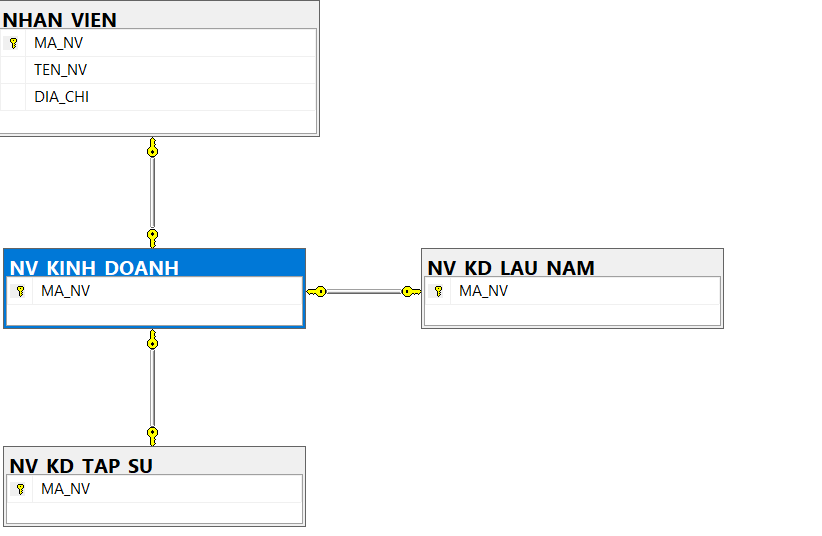 NHAN_VIEN
MA_NV
TEN_NV
DIA_CHI
NV_KINH_DOANH
MA_NV
NV_KD_LAU_NAM
MA_NV
NV_KD_TAP_SU
MA_NV